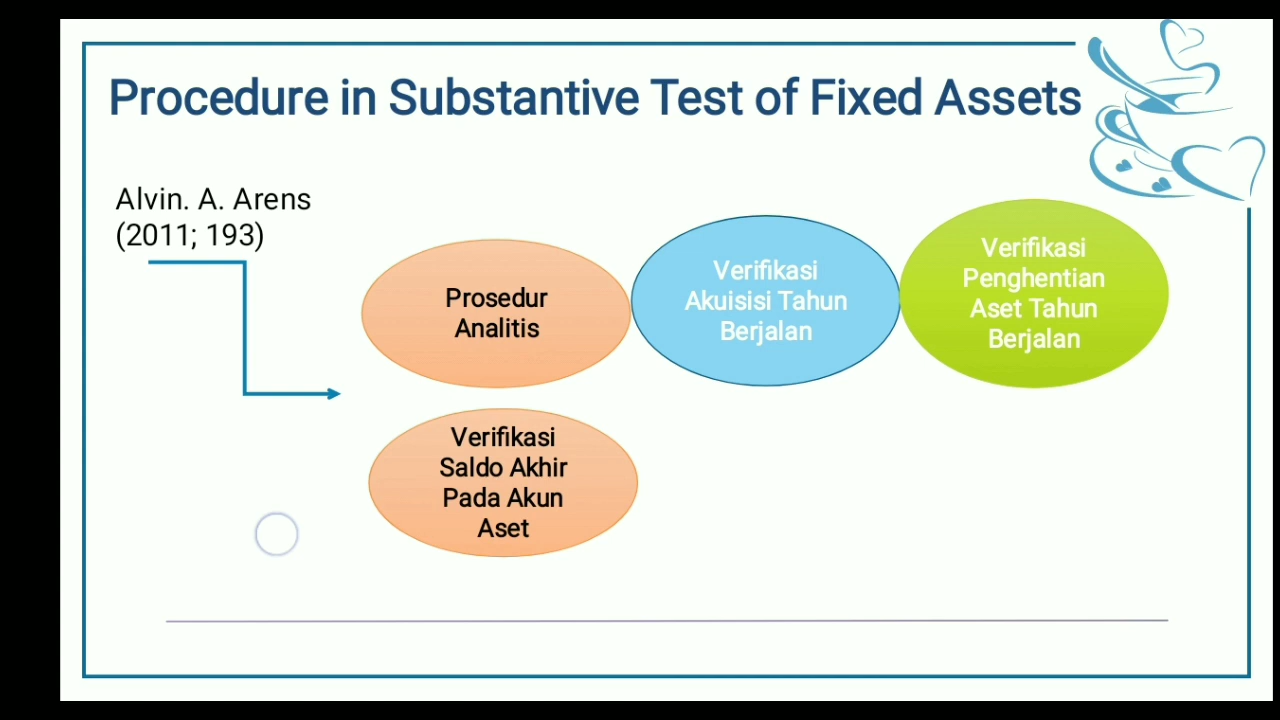 Procedure in Substantive Test of Fixed Assets
Alvin. A. Arens
(2011; 193)
Prosedur
Analitis
Verifikasi
Akuisisi Tahun
Berjalan
Verifikasi
Penghentian
Aset Tahun
Berjalan
Verifikasi
Saldo Akhir
Pada Akun
Aset